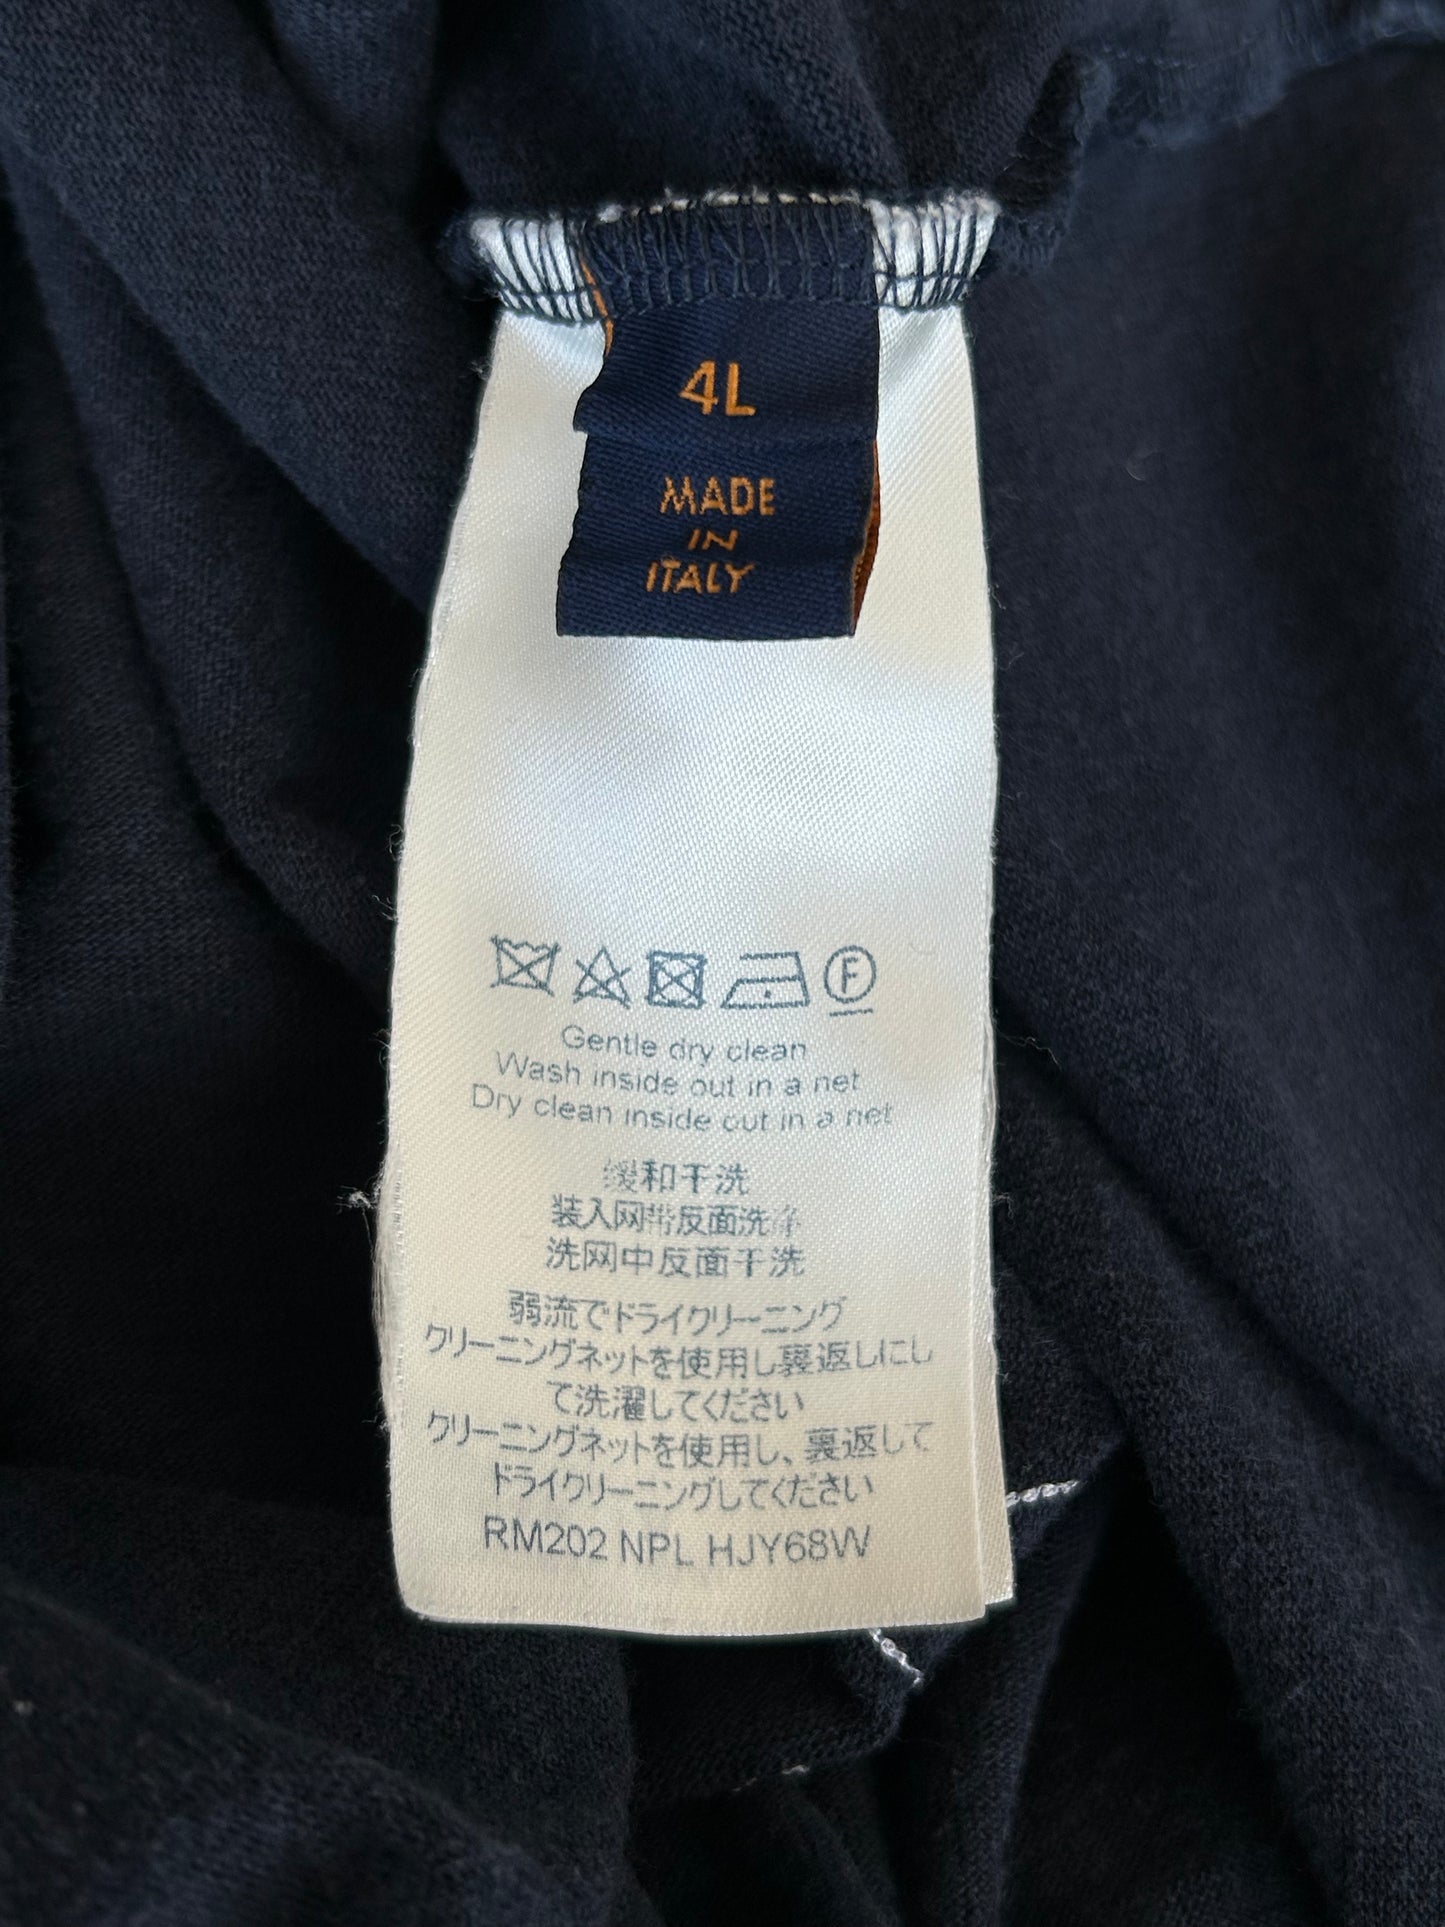 4L
MADE
IN
ITALY
F
Gentle dry clean
Wash inside out in a net
Dry clean inside out in a net
缓和干洗
装入网带反面洗净
洗网中反面干洗
弱流でドライクリーニング
クリーニングネットを使用し裏返しにし
て洗濯してください
クリーニングネットを使用し、裏返して
ドライクリーニングしてください
RM202 NPL HJY68W